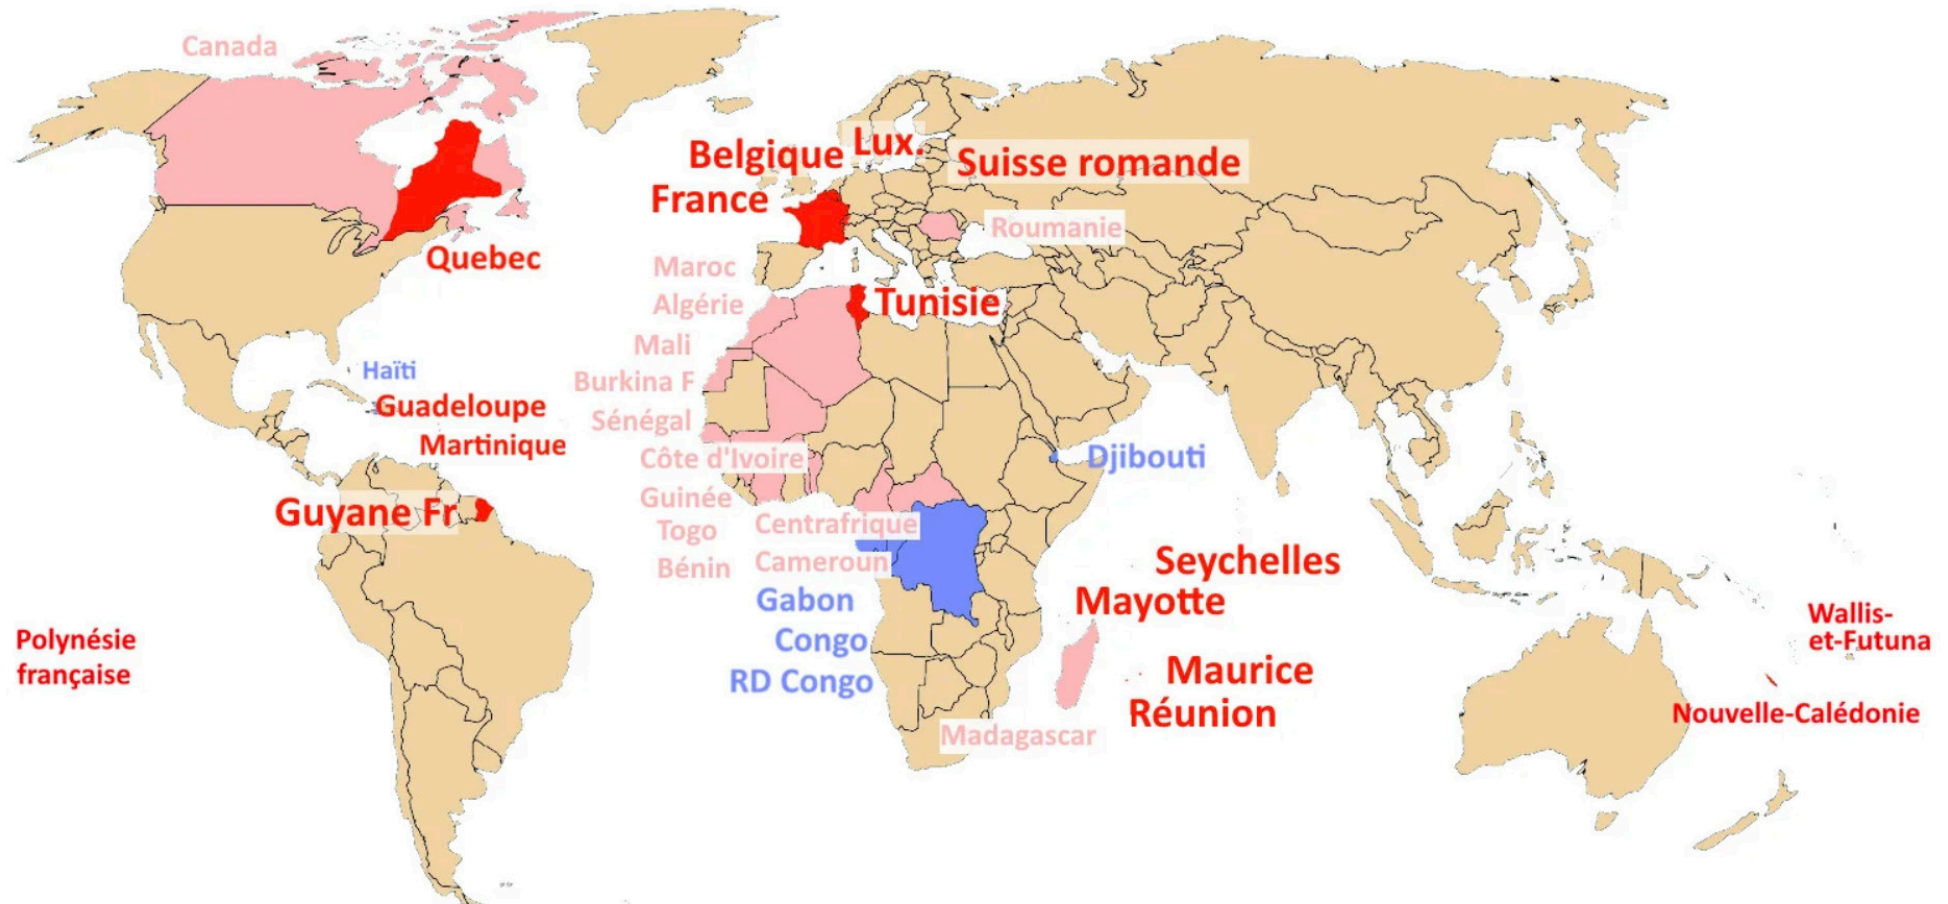 Canada
Belgique
Lux.
Suisse romande
France
Roumanie
Quebec
Maroc
Algérie
Tunisie
Mali
Haïti
Burkina F
Guadeloupe
Sénégal
Martinique
Côte d'Ivoire
Djibouti
Guinée
Guyane Fr
Togo
Centrafrique
Bénin
Cameroun
Seychelles
Gabon
Mayotte
Congo
RD Congo
Maurice
Réunion
Madagascar
Polynésie
française
Wallis-
et-Futuna
Nouvelle-Calédonie